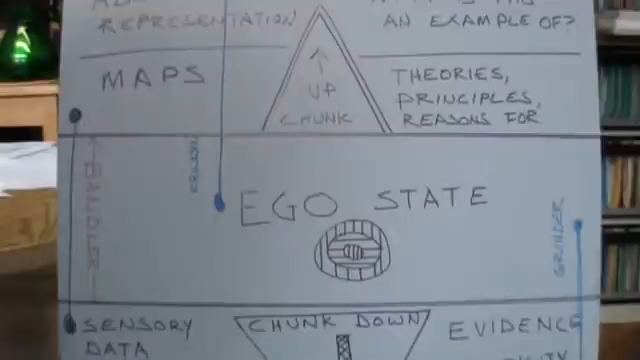 REPRESENTATION
AN EXAMPLE OF?
MAPS
THEORIES,
PRINCIPLES,
REASONS FOR
↑
UP
CHUNK
BANDLER
ERICKSON
EGO STATE
GRINDER
SENSORY
DATA
CHUNK DOWN
EVIDENCE